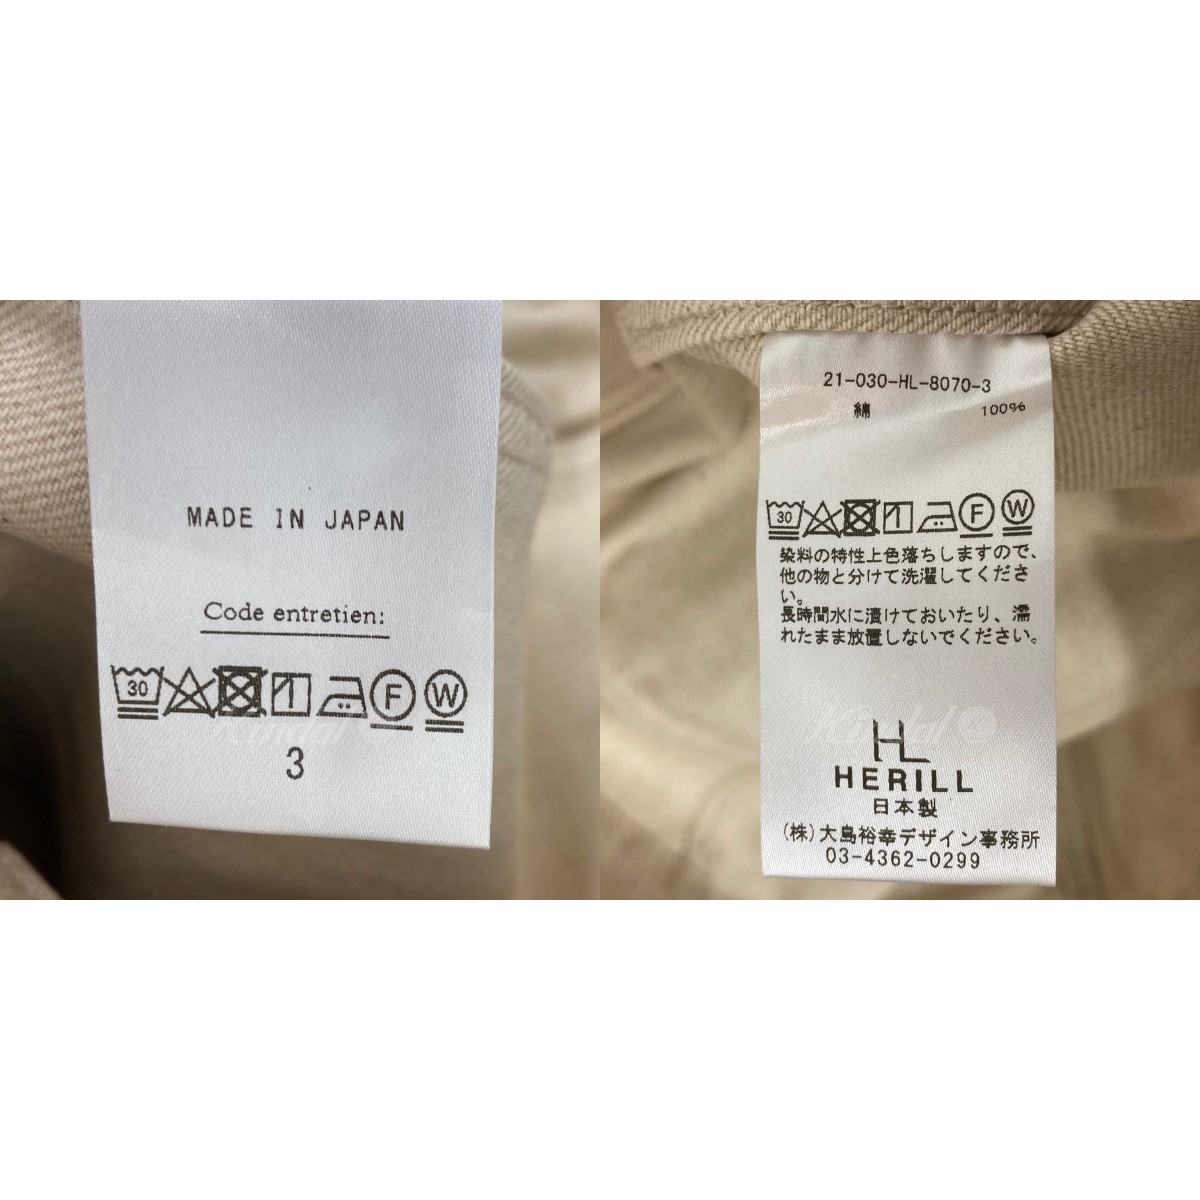 MADE IN JAPAN
Code entretien:
30 F W
3
21-030-HL-8070-3
綿 100%
30 F W
染料の特性上色落ちしますので、
他の物と分けて洗濯してくださ
い。
長時間水に漬けておいたり、濡
れたまま放置しないでください。
HL
HERILL
日本製
(株)大島裕幸デザイン事務所
03-4362-0299